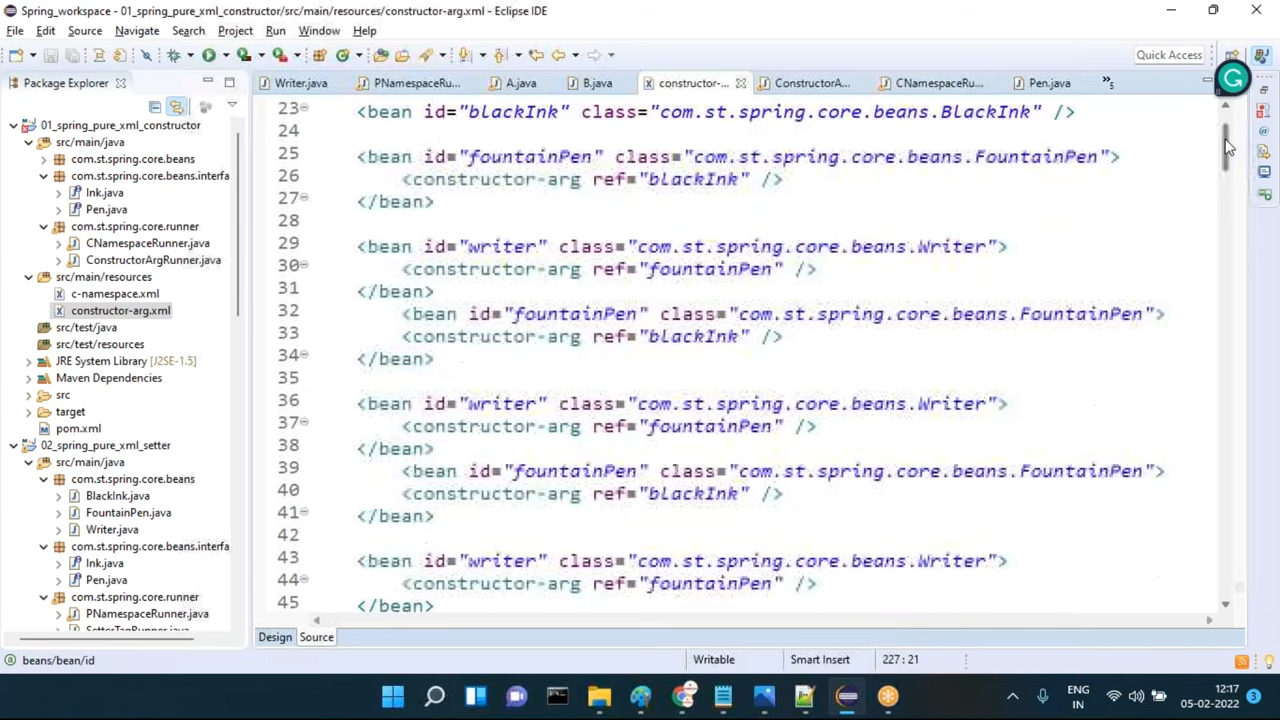 Spring_workspace - 01_spring_pure_xml_constructor/src/main/resources/constructor-arg.xml - Eclipse IDE
File Edit Source Navigate Search Project Run Window Help
Quick Access
Package Explorer
Writer.java PNamespaceRu... A.java B.java constructor-... ConstructorA... CNamespaceRu... Pen.java »5
01_spring_pure_xml_constructor
src/main/java
com.st.spring.core.beans
com.st.spring.core.beans.interfa
Ink.java
Pen.java
com.st.spring.core.runner
CNamespaceRunner.java
ConstructorArgRunner.java
src/main/resources
c-namespace.xml
constructor-arg.xml
src/test/java
src/test/resources
JRE System Library [J2SE-1.5]
Maven Dependencies
src
target
pom.xml
02_spring_pure_xml_setter
src/main/java
com.st.spring.core.beans
BlackInk.java
FountainPen.java
Writer.java
com.st.spring.core.beans.interfa
Ink.java
Pen.java
com.st.spring.core.runner
PNamespaceRunner.java
SetterTagRunner.java
23 <bean id="blackInk" class="com.st.spring.core.beans.BlackInk" />
24
25 <bean id="fountainPen" class="com.st.spring.core.beans.FountainPen">
26 <constructor-arg ref="blackInk" />
27 </bean>
28
29 <bean id="writer" class="com.st.spring.core.beans.Writer">
30 <constructor-arg ref="fountainPen" />
31 </bean>
32 <bean id="fountainPen" class="com.st.spring.core.beans.FountainPen">
33 <constructor-arg ref="blackInk" />
34 </bean>
35
36 <bean id="writer" class="com.st.spring.core.beans.Writer">
37 <constructor-arg ref="fountainPen" />
38 </bean>
39 <bean id="fountainPen" class="com.st.spring.core.beans.FountainPen">
40 <constructor-arg ref="blackInk" />
41 </bean>
42
43 <bean id="writer" class="com.st.spring.core.beans.Writer">
44 <constructor-arg ref="fountainPen" />
45 </bean>
Design Source
beans/bean/id Writable Smart Insert 227 : 21
ENG
IN
12:17
05-02-2022
3